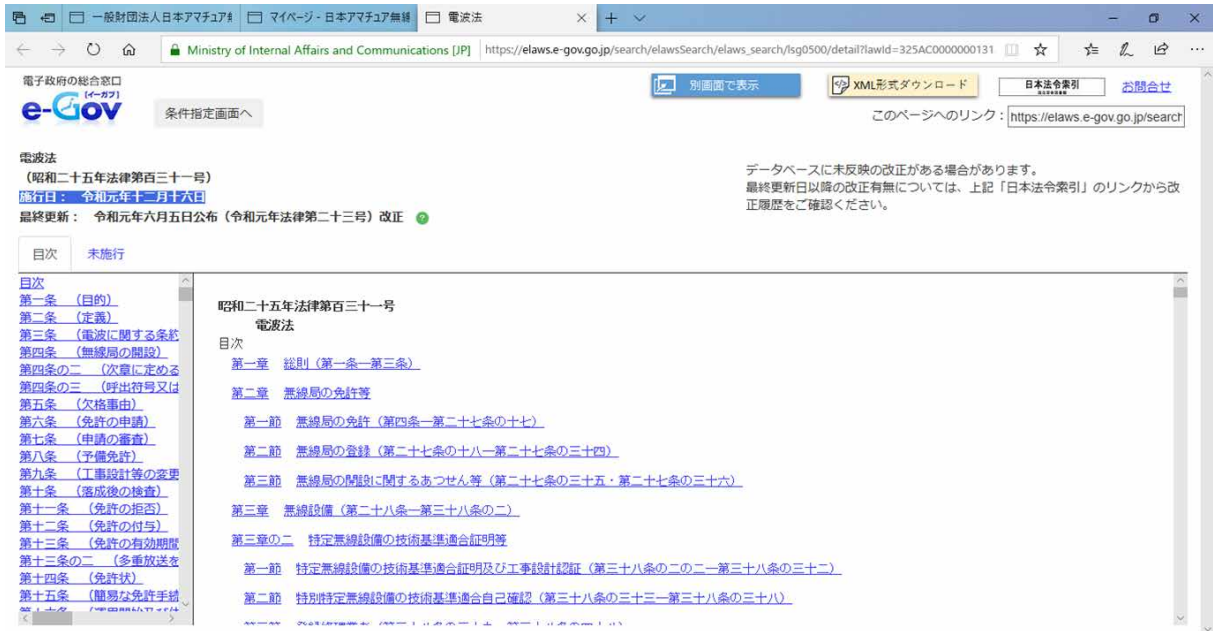 一般財団法人日本アマチュア
マイページ - 日本アマチュア無線
電波法
Ministry of Internal Affairs and Communications [JP]
https://elaws.e-gov.go.jp/search/elawsSearch/elaws_search/lsg0500/detail?lawId=325AC0000000131
電子政府の総合窓口
(イーガブ)
e-Gov
条件指定画面へ
別画面で表示
XML形式ダウンロード
日本法令索引
お問合せ
このページへのリンク：
https://elaws.e-gov.go.jp/search
電波法
（昭和二十五年法律第百三十一号）
施行日： 令和元年十二月十六日
最終更新： 令和元年六月五日公布（令和元年法律第二十三号）改正
データベースに未反映の改正がある場合があります。
最終更新日以降の改正有無については、上記「日本法令索引」のリンクから改
正履歴をご確認ください。
目次
未施行
目次
第一条 （目的）
第二条 （定義）
第三条 （電波に関する条約
第四条 （無線局の開設）
第四条の二 （次章に定める
第四条の三 （呼出符号又は
第五条 （欠格事由）
第六条 （免許の申請）
第七条 （申請の審査）
第八条 （予備免許）
第九条 （工事設計等の変更
第十条 （落成後の検査）
第十一条 （免許の拒否）
第十二条 （免許の付与）
第十三条 （免許の有効期間
第十三条の二 （多重放送を
第十四条 （免許状）
第十五条 （簡易な免許手続
昭和二十五年法律第百三十一号
電波法
目次
第一章 総則（第一条―第三条）
第二章 無線局の免許等
第一節 無線局の免許（第四条―第二十七条の十七）
第二節 無線局の登録（第二十七条の十八―第二十七条の三十四）
第三節 無線局の開設に関するあつせん等（第二十七条の三十五・第二十七条の三十六）
第三章 無線設備（第二十八条―第三十八条の二）
第三章の二 特定無線設備の技術基準適合証明等
第一節 特定無線設備の技術基準適合証明及び工事設計認証（第三十八条の二の二―第三十八条の三十二）
第二節 特別特定無線設備の技術基準適合自己確認（第三十八条の三十三―第三十八条の三十八）